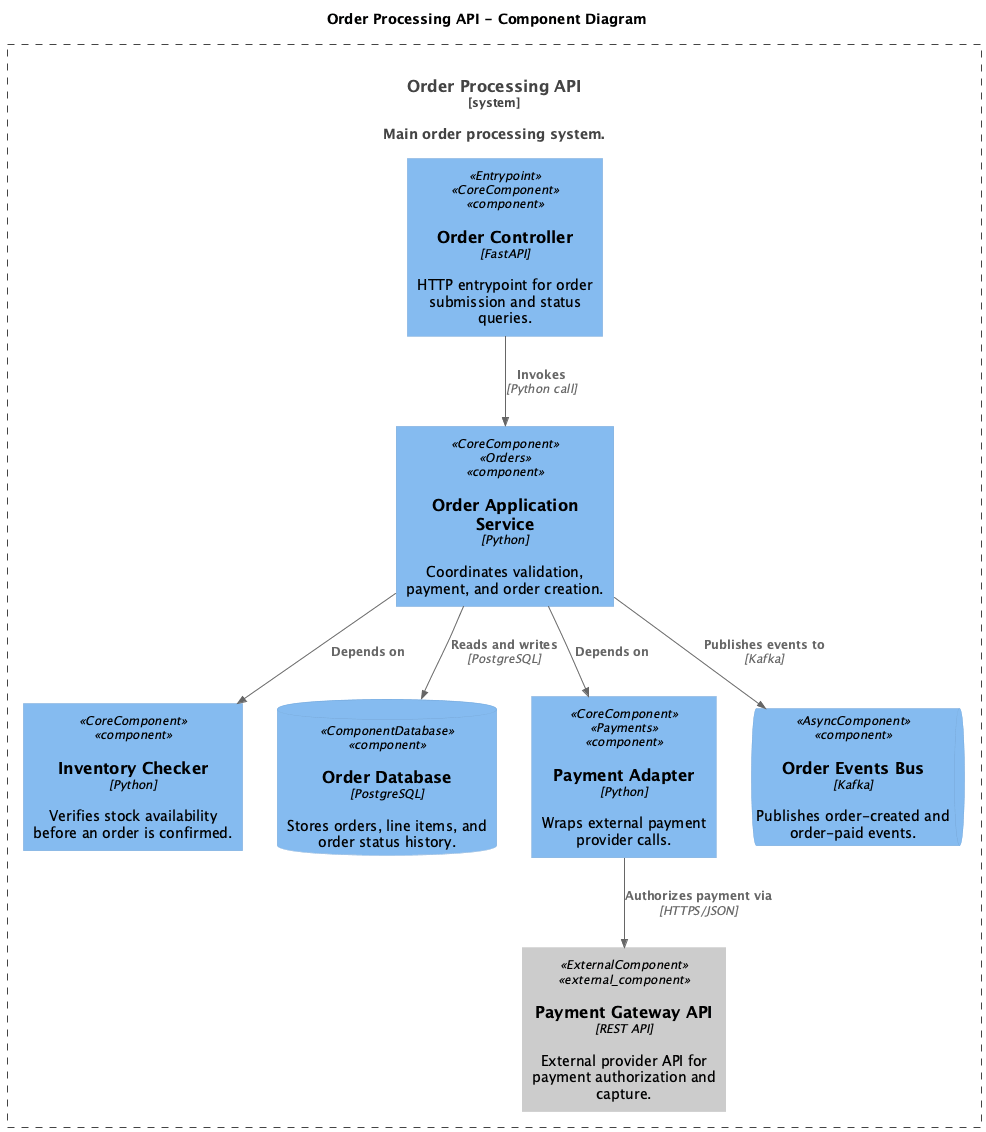 Order Processing API - Component Diagram
Order Processing API
[system]
Main order processing system.
«Entrypoint»
«CoreComponent»
«component»
Order Controller
[FastAPI]
HTTP entrypoint for order
submission and status
queries.
Invokes
[Python call]
«CoreComponent»
«Orders»
«component»
Order Application
Service
[Python]
Coordinates validation,
payment, and order creation.
Depends on
Reads and writes
[PostgreSQL]
Depends on
Publishes events to
[Kafka]
«CoreComponent»
«component»
Inventory Checker
[Python]
Verifies stock availability
before an order is confirmed.
«ComponentDatabase»
«component»
Order Database
[PostgreSQL]
Stores orders, line items, and
order status history.
«CoreComponent»
«Payments»
«component»
Payment Adapter
[Python]
Wraps external payment
provider calls.
«AsyncComponent»
«component»
Order Events Bus
[Kafka]
Publishes order-created and
order-paid events.
Authorizes payment via
[HTTPS/JSON]
«ExternalComponent»
«external_component»
Payment Gateway API
[REST API]
External provider API for
payment authorization and
capture.